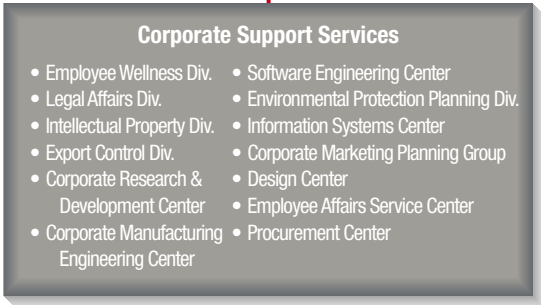 Corporate Support Services
• Employee Wellness Div.
• Legal Affairs Div.
• Intellectual Property Div.
• Export Control Div.
• Corporate Research &
Development Center
• Corporate Manufacturing
Engineering Center
• Software Engineering Center
• Environmental Protection Planning Div.
• Information Systems Center
• Corporate Marketing Planning Group
• Design Center
• Employee Affairs Service Center
• Procurement Center